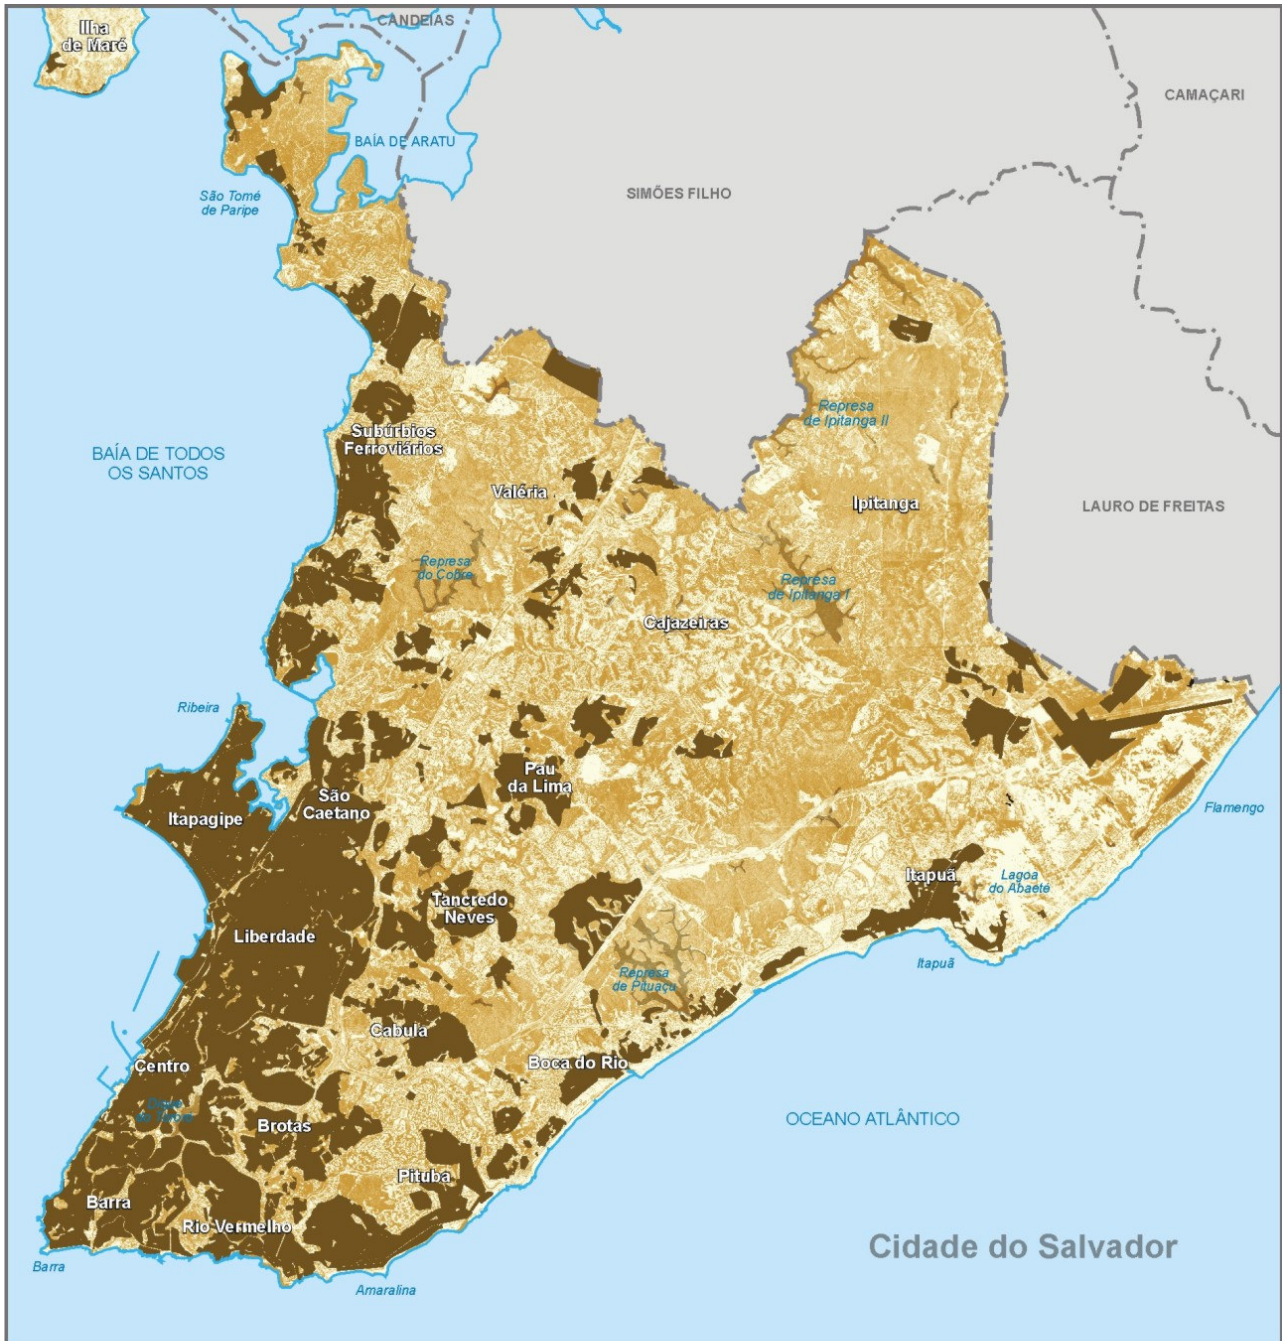 Ilha
de Maré
CANDEIAS
CAMAÇARI
BAÍA DE ARATU
São Tomé
de Paripe
SIMÕES FILHO
Represa
de Ipitanga II
Subúrbios
Ferroviários
BAÍA DE TODOS
OS SANTOS
Valéria
Ipitanga
LAURO DE FREITAS
Represa
do Cobre
Represa
de Ipitanga I
Cajazeiras
Ribeira
Pau
da Lima
São
Caetano
Itapagipe
Flamengo
Itapuã
Lagoa
do Abaeté
Tancredo
Neves
Liberdade
Itapuã
Represa
de Pituaçu
Cabula
Boca do Rio
Centro
Dique
do Tororó
Brotas
OCEANO ATLÂNTICO
Pituba
Barra
Rio Vermelho
Cidade do Salvador
Barra
Amaralina